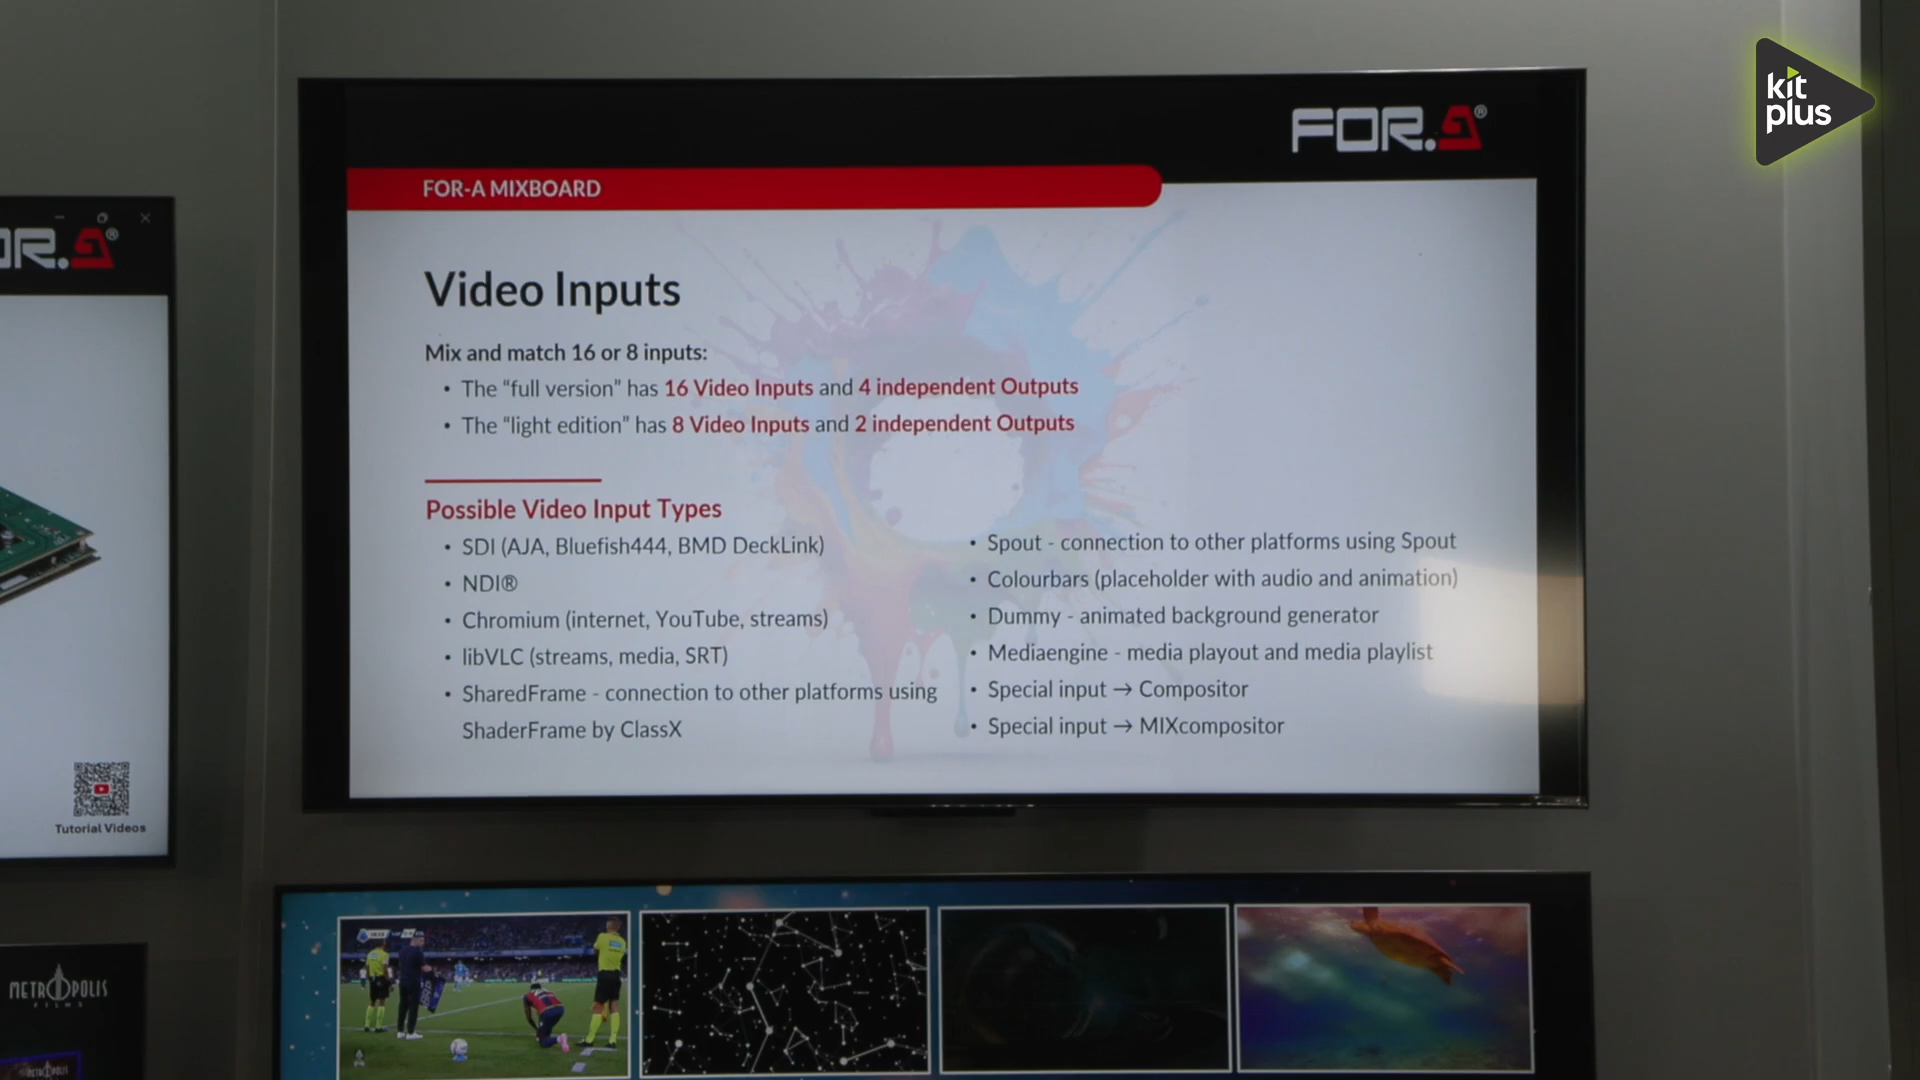 kit
plus
FOR.A®
FOR-A MIXBOARD
Video Inputs
Mix and match 16 or 8 inputs:
• The “full version” has 16 Video Inputs and 4 independent Outputs
• The “light edition” has 8 Video Inputs and 2 independent Outputs
Possible Video Input Types
• SDI (AJA, Bluefish444, BMD DeckLink)
• NDI®
• Chromium (internet, YouTube, streams)
• libVLC (streams, media, SRT)
• SharedFrame - connection to other platforms using
ShaderFrame by ClassX
• Spout - connection to other platforms using Spout
• Colourbars (placeholder with audio and animation)
• Dummy - animated background generator
• Mediaengine - media playout and media playlist
• Special input → Compositor
• Special input → MIXcompositor
OR.A®
Tutorial Videos
METROPOLIS
FILMS
METROPOLIS